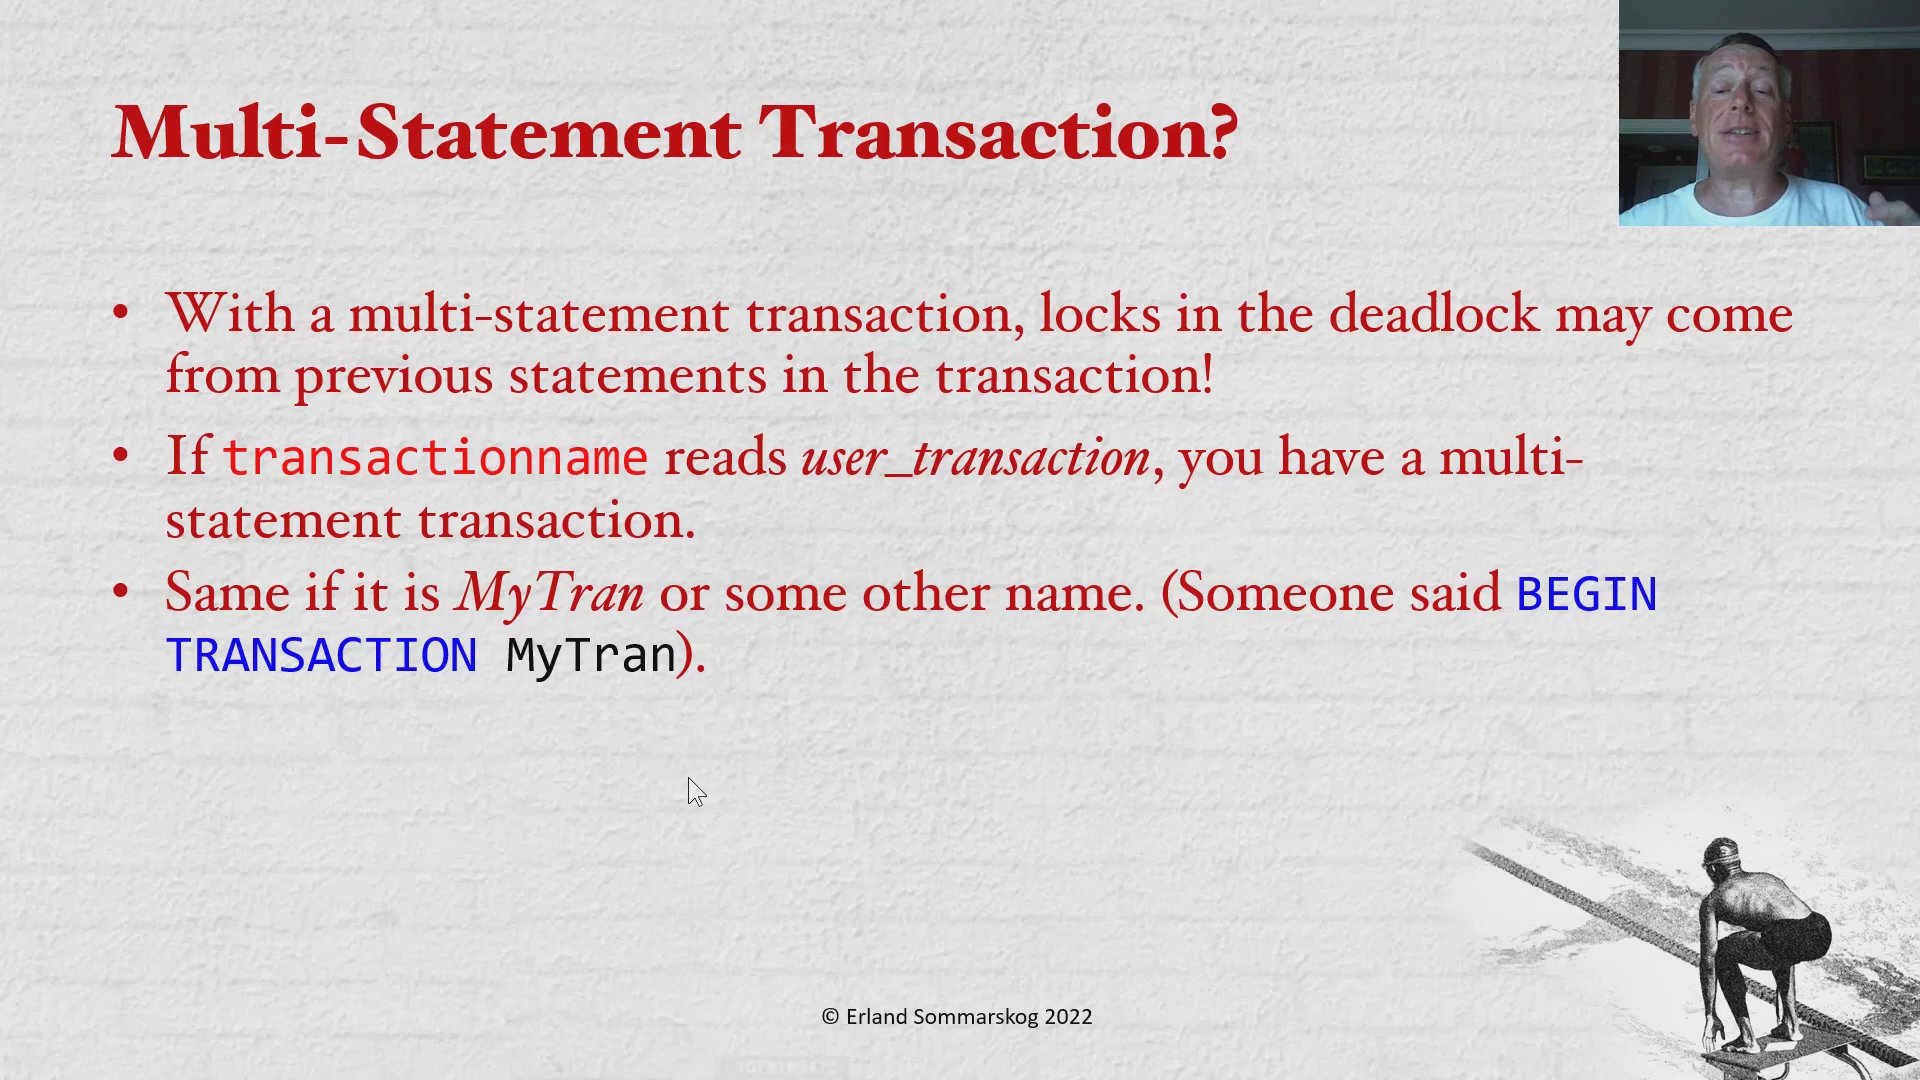 Multi-Statement Transaction?
• With a multi-statement transaction, locks in the deadlock may come
from previous statements in the transaction!
• If transactionname reads user_transaction, you have a multi-
statement transaction.
• Same if it is MyTran or some other name. (Someone said BEGIN
TRANSACTION MyTran).
© Erland Sommarskog 2022